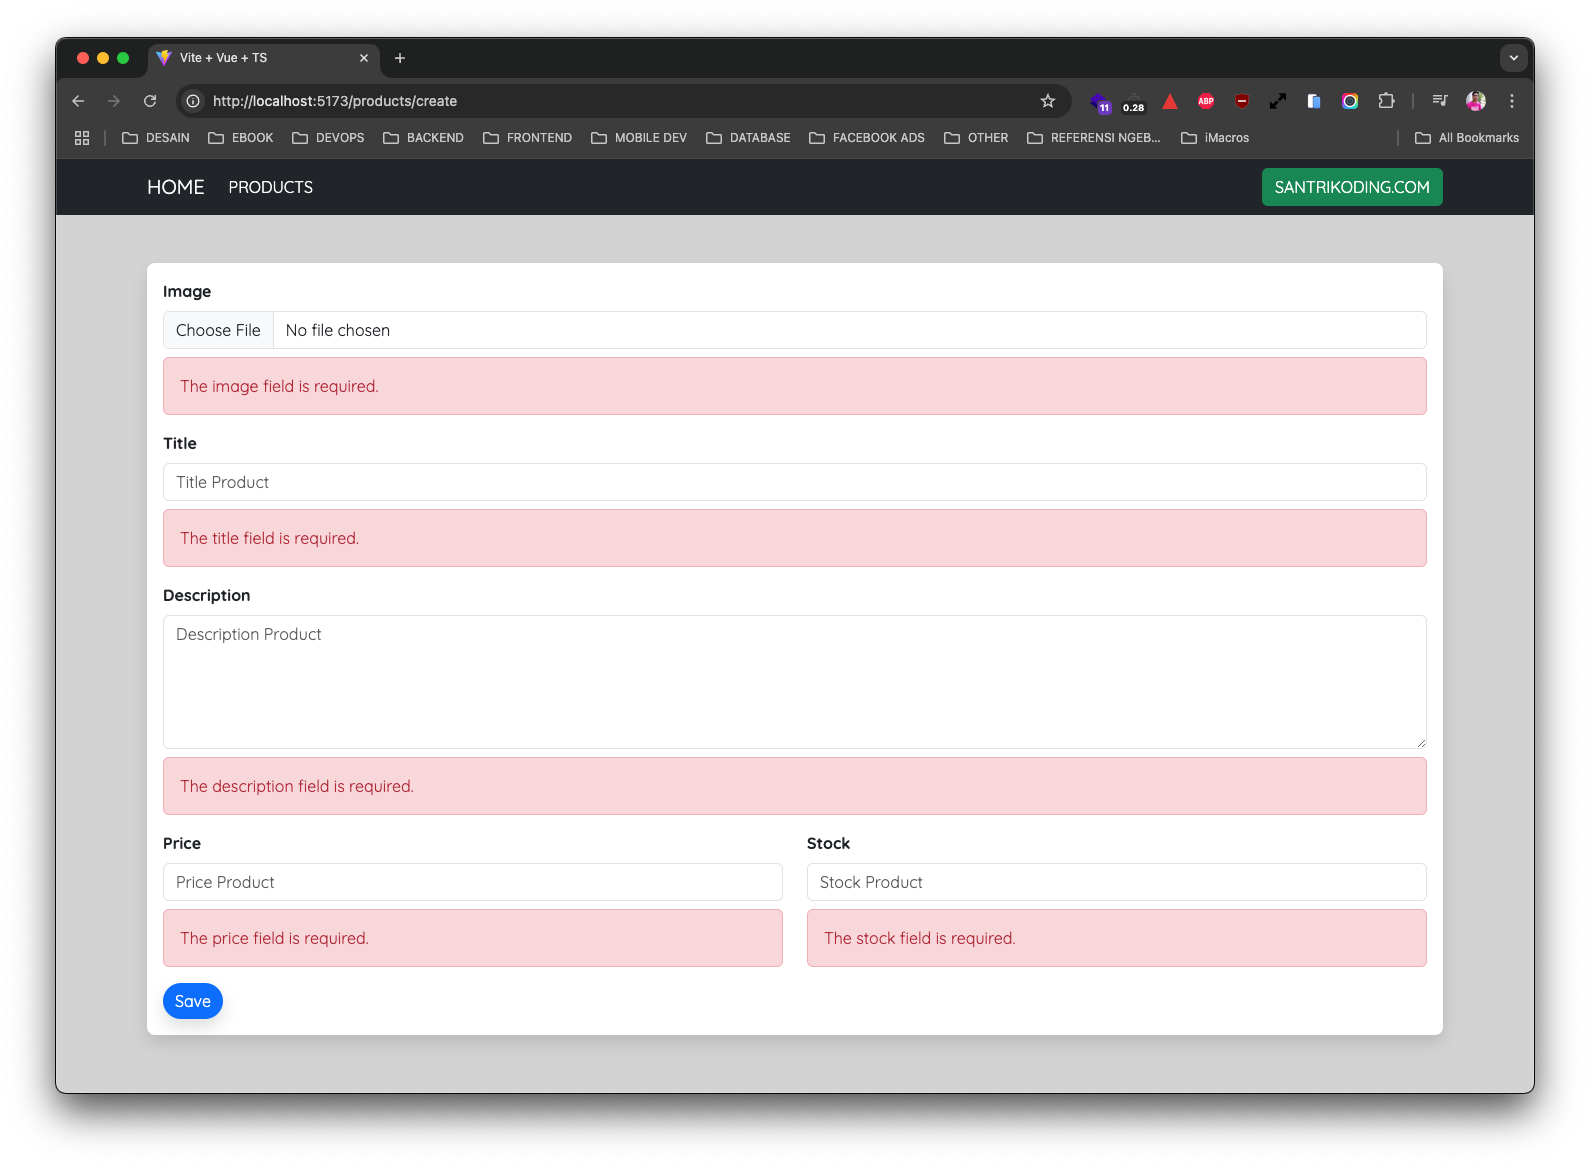 Vite + Vue + TS
http://localhost:5173/products/create
11
0.28
ABP
DESAIN EBOOK DEVOPS BACKEND FRONTEND MOBILE DEV DATABASE FACEBOOK ADS OTHER REFERENSI NGEB... iMacros All Bookmarks
HOME PRODUCTS SANTRIKODING.COM
Image
Choose File No file chosen
The image field is required.
Title
Title Product
The title field is required.
Description
Description Product
The description field is required.
Price Stock
Price Product Stock Product
The price field is required. The stock field is required.
Save